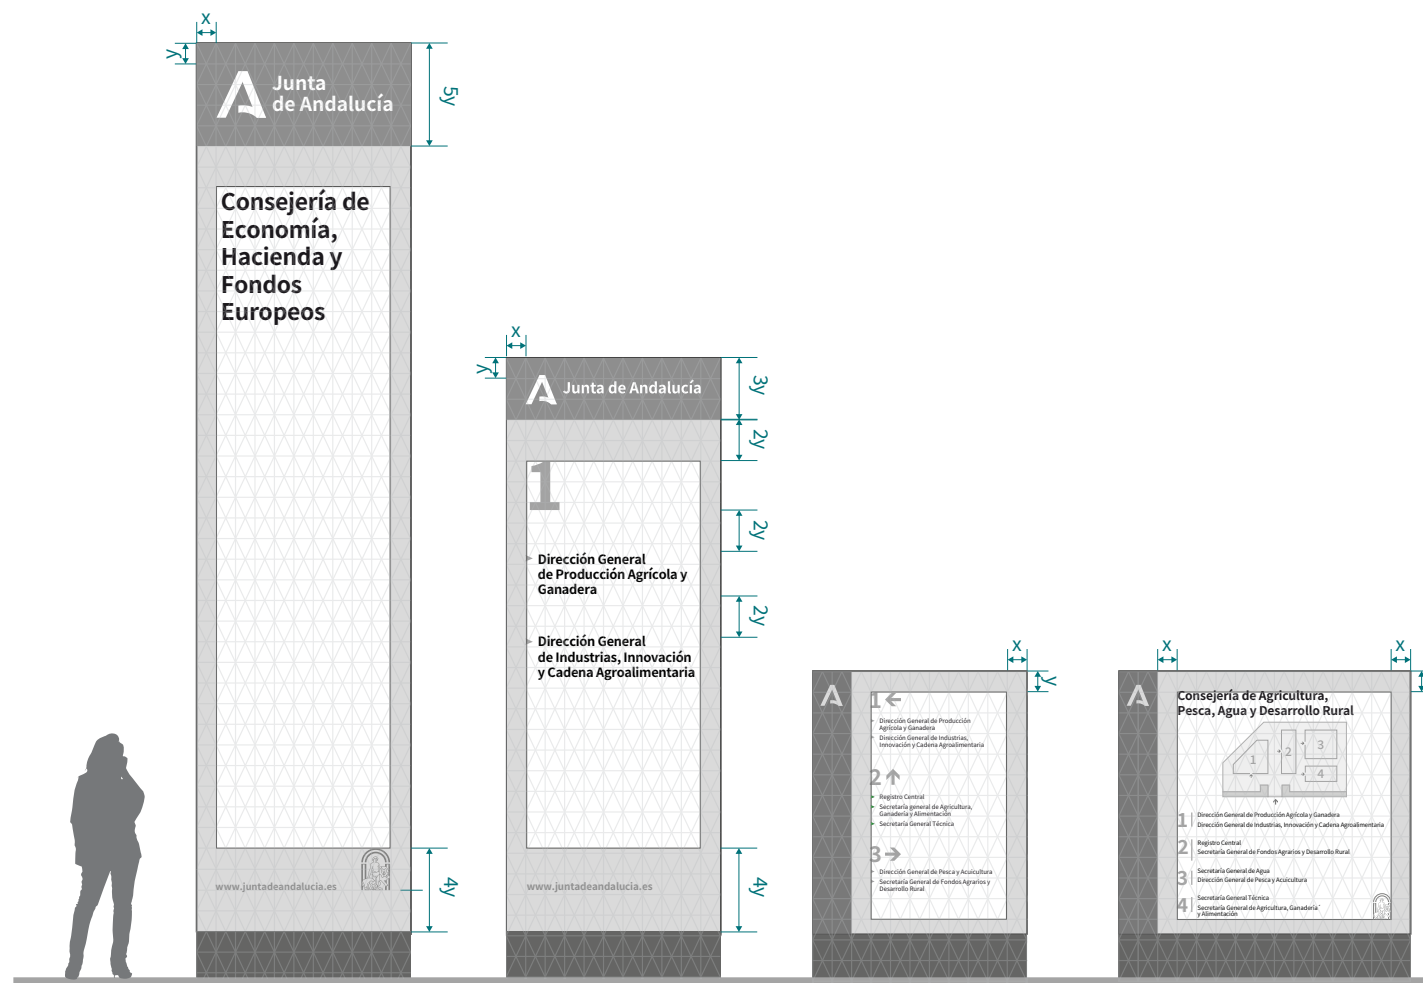 x
y
5y
Junta
de Andalucía
Consejería de
Economía,
Hacienda y
Fondos
Europeos
www.juntadeandalucia.es
4y
x
y
3y
Junta de Andalucía
2y
1
2y
Dirección General
de Producción Agrícola y
Ganadera
2y
Dirección General
de Industrias, Innovación
y Cadena Agroalimentaria
www.juntadeandalucia.es
4y
x
y
1
Dirección General de Producción
Agrícola y Ganadera
Dirección General de Industrias,
Innovación y Cadena Agroalimentaria
2
Registro Central
Secretaría general de Agricultura,
Ganadería y Alimentación
Secretaría General Técnica
3
Dirección General de Pesca y Acuicultura
Secretaría General de Fondos Agrarios y
Desarrollo Rural
x
x
Consejería de Agricultura,
Pesca, Agua y Desarrollo Rural
1
2
3
4
1
Dirección General de Producción Agrícola y Ganadera
Dirección General de Industrias, Innovación y Cadena Agroalimentaria
2
Registro Central
Secretaría General de Fondos Agrarios y Desarrollo Rural
3
Secretaría General de Agua
Dirección General de Pesca y Acuicultura
4
Secretaría General Técnica
Secretaría General de Agricultura, Ganadería
y Alimentación